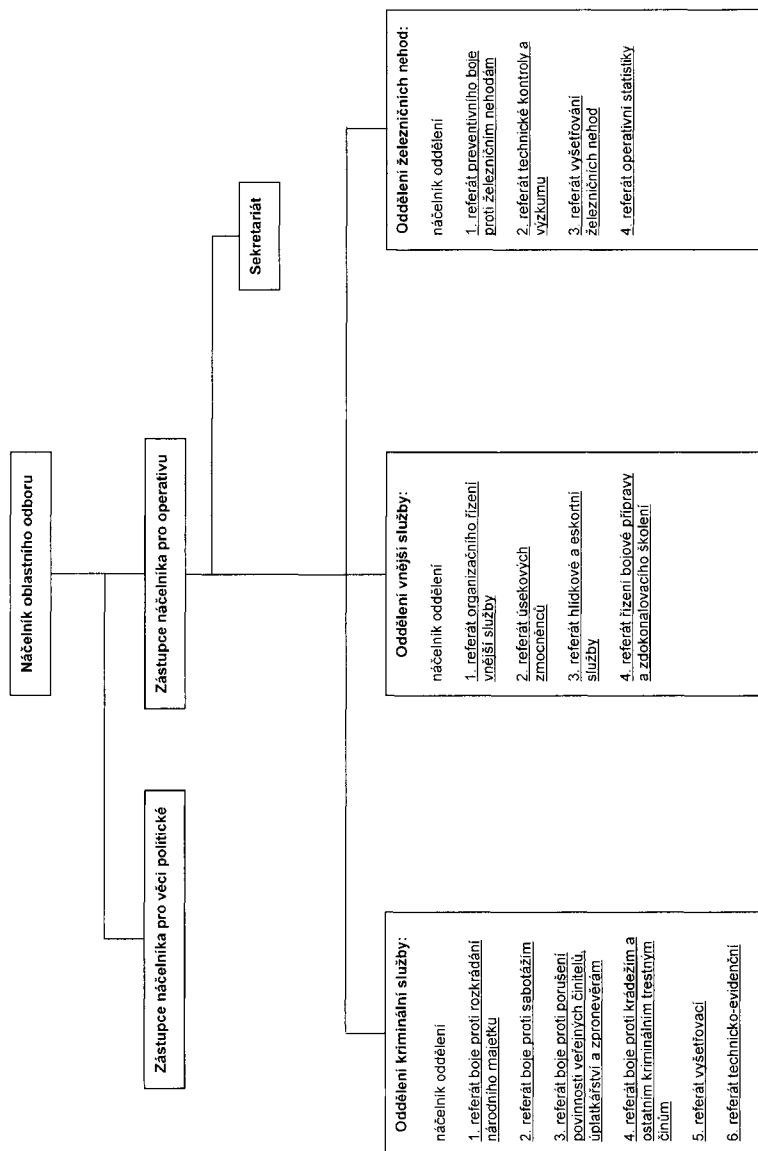 Náčelník oblastního odboru
Zástupce náčelníka pro věci politické
Zástupce náčelníka pro operativu
Sekretariát
Oddělení kriminální služby:
náčelník oddělení
1. referát boje proti rozkrádání
národního majetku
2. referát boje proti sabotážím
3. referát boje proti porušení
povinnosti veřejných činitelů,
úplatkářství a zpronevěrám
4. referát boje proti krádežím a
ostatním kriminálním trestným
činům
5. referát vyšetřovací
6. referát technicko-evidenční
Oddělení vnější služby:
náčelník oddělení
1. referát organizačního řízení
vnější služby
2. referát úsekových
zmocněnců
3. referát hlídkové a eskortní
služby
4. referát řízení bojové přípravy
a zdokonalovacího školení
Oddělení železničních nehod:
náčelník oddělení
1. referát preventivního boje
proti železničním nehodám
2. referát technické kontroly a
výzkumu
3. referát vyšetřování
železničních nehod
4. referát operativní statistiky